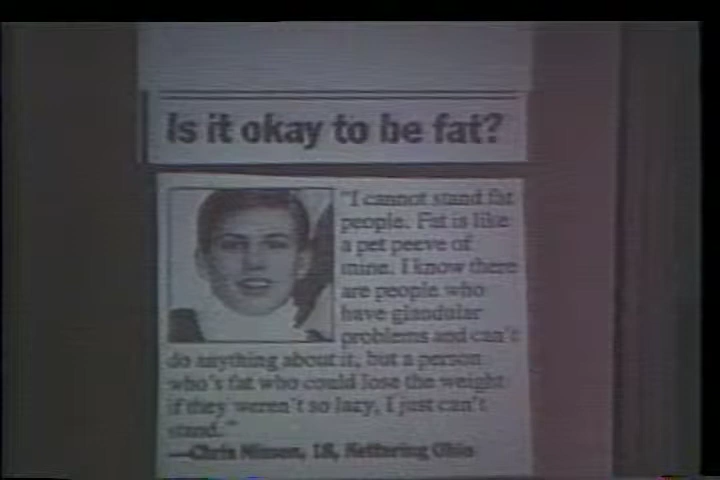 Is it okay to be fat?
"I cannot stand fat
people. Fat is like
a pet peeve of
mine. I know there
are people who
have glandular
problems and can't
do anything about it, but a person
who's fat who could lose the weight
if they weren't so lazy, I just can't
stand."
—Chris 18, Kettering Ohio